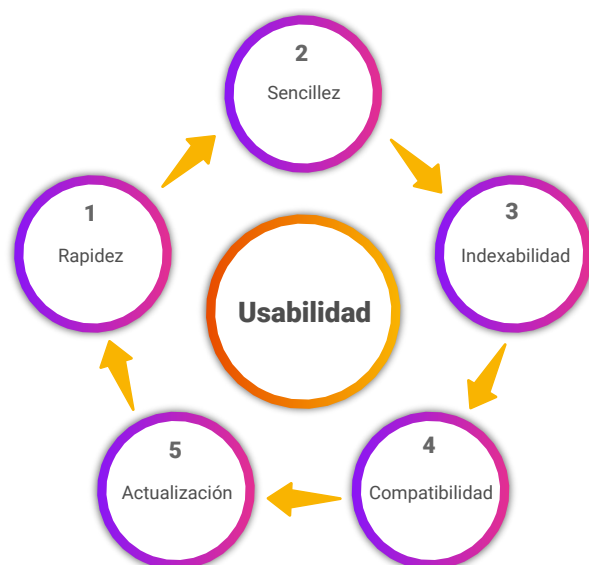 2
Sencillez
1
Rapidez
3
Indexabilidad
Usabilidad
5
Actualización
4
Compatibilidad